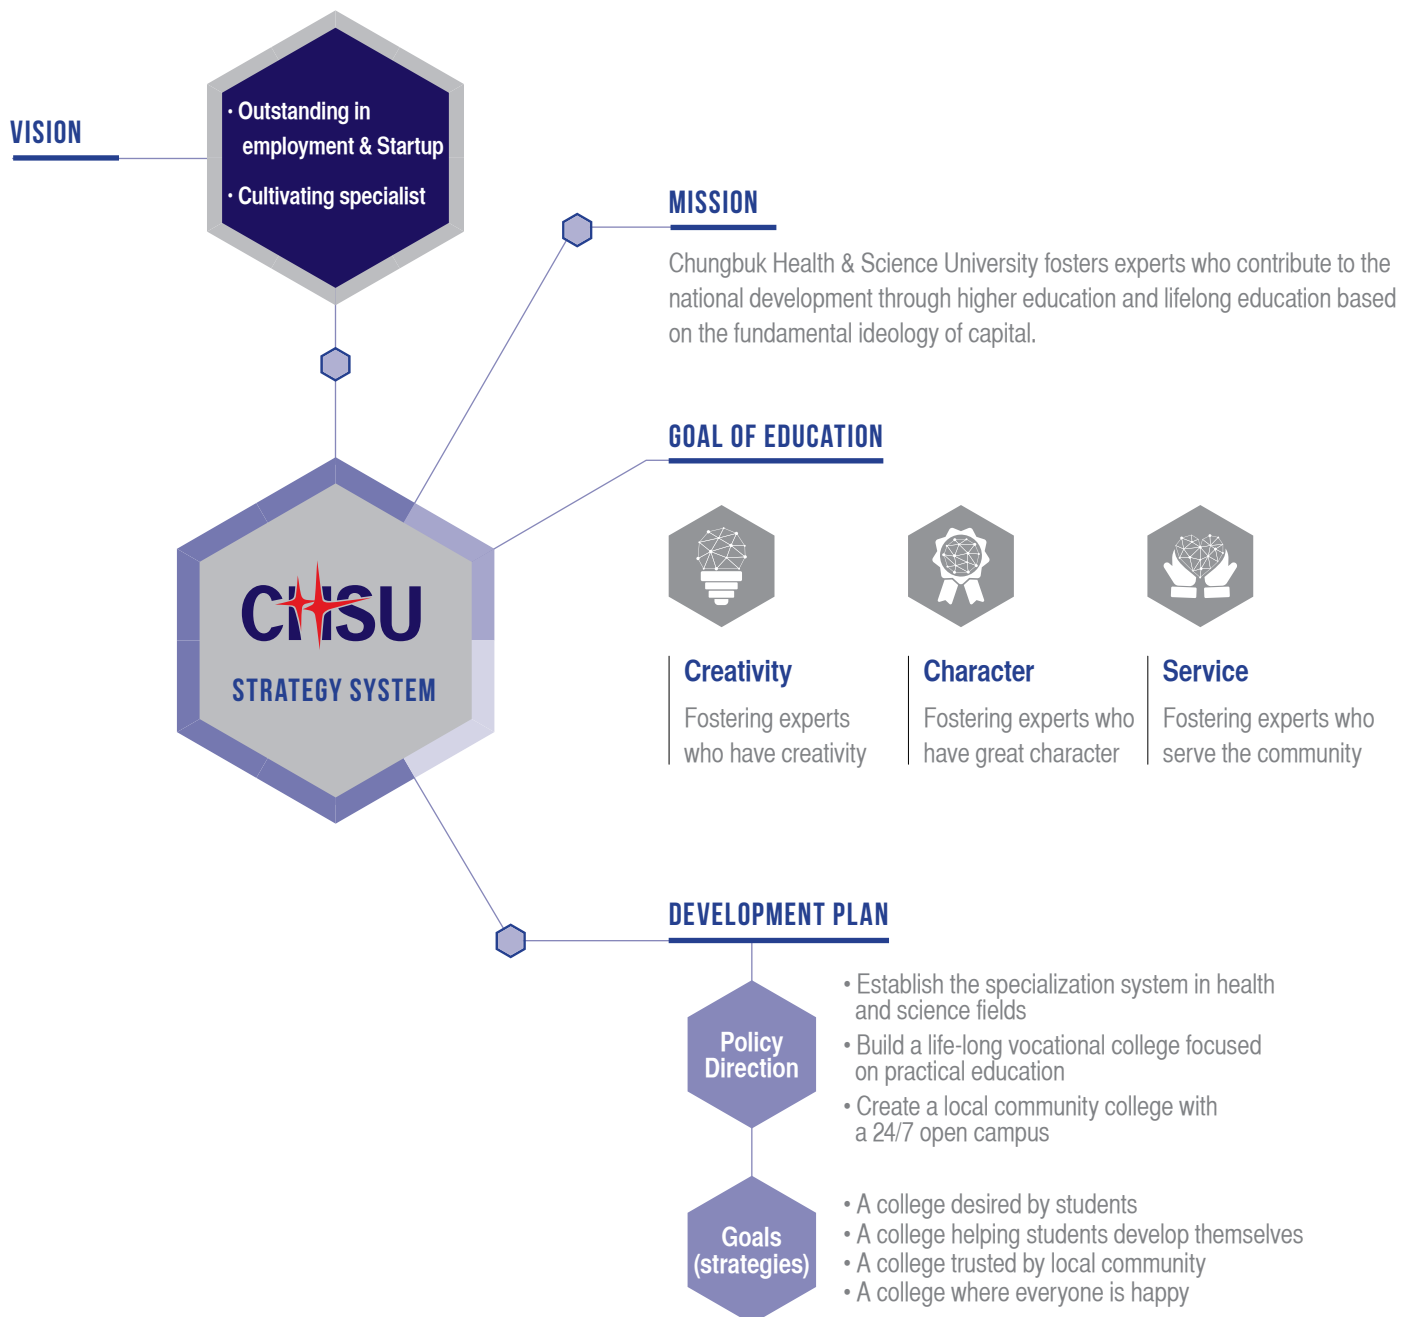 VISION
· Outstanding in
employment & Startup
· Cultivating specialist
MISSION
Chungbuk Health & Science University fosters experts who contribute to the
national development through higher education and lifelong education based
on the fundamental ideology of capital.
GOAL OF EDUCATION
Creativity
Fostering experts
who have creativity
Character
Fostering experts who
have great character
Service
Fostering experts who
serve the community
CHSU
STRATEGY SYSTEM
DEVELOPMENT PLAN
Policy
Direction
• Establish the specialization system in health
and science fields
• Build a life-long vocational college focused
on practical education
• Create a local community college with
a 24/7 open campus
Goals
(strategies)
• A college desired by students
• A college helping students develop themselves
• A college trusted by local community
• A college where everyone is happy